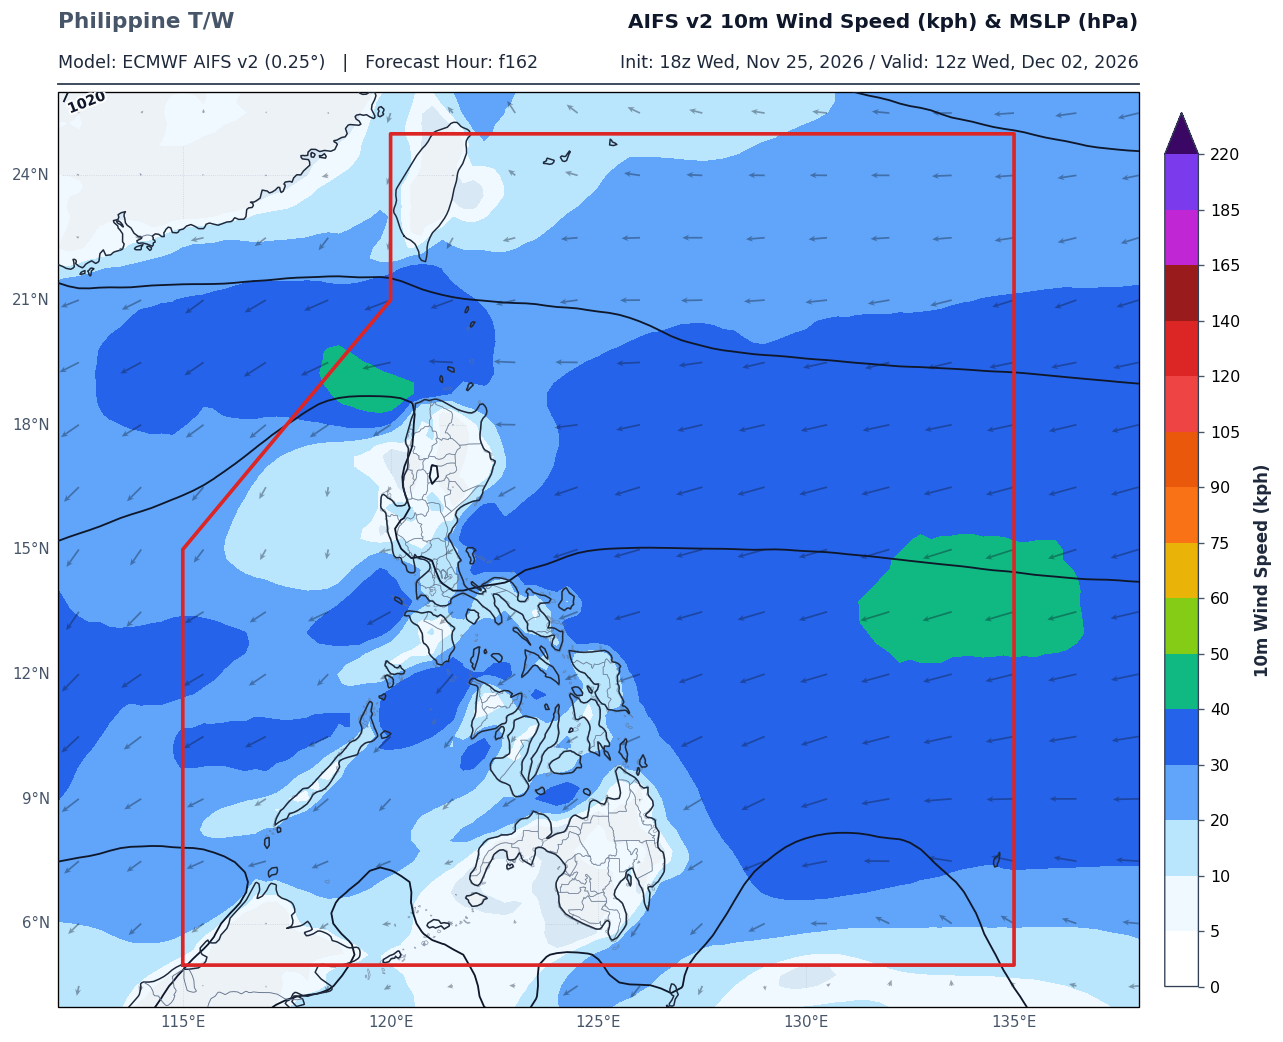 Philippine T/W
AIFS v2 10m Wind Speed (kph) & MSLP (hPa)
Model: ECMWF AIFS v2 (0.25°) | Forecast Hour: f162
Init: 18z Wed, Nov 25, 2026 / Valid: 12z Wed, Dec 02, 2026
1020
24°N
21°N
18°N
15°N
12°N
9°N
6°N
115°E
120°E
125°E
130°E
135°E
220
185
165
140
120
105
90
75
60
50
40
30
20
10
5
0
10m Wind Speed (kph)